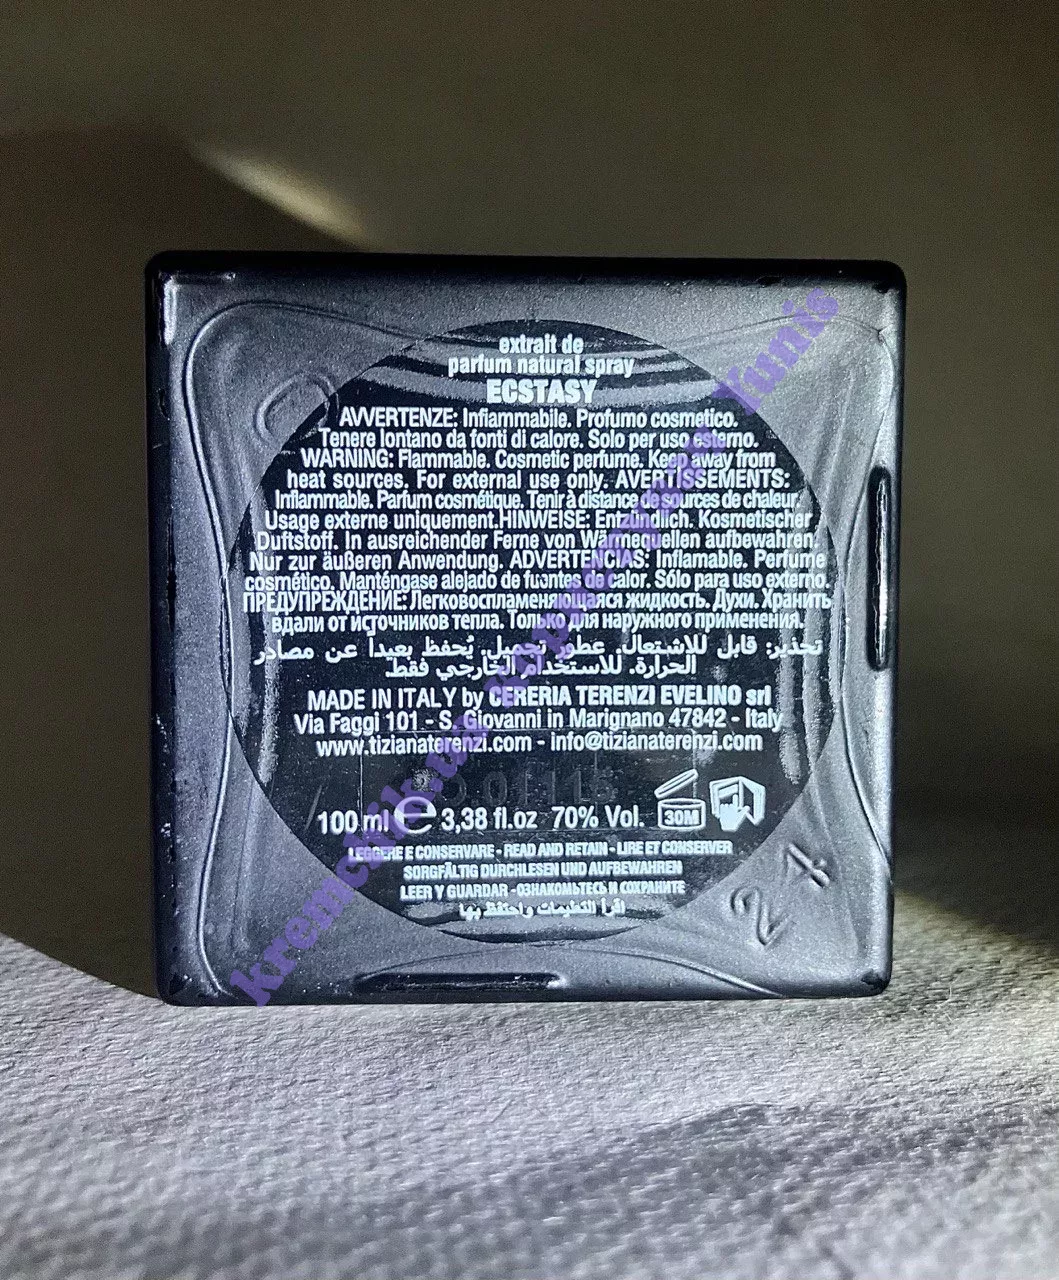 extrait de
parfum natural spray
ECSTASY
AVVERTENZE: Infiammabile. Profumo cosmetico.
Tenere lontano da fonti di calore. Solo per uso esterno.
WARNING: Flammable. Cosmetic perfume. Keep away from
heat sources. For external use only. AVERTISSEMENTS:
Inflammable. Parfum cosmétique. Tenir à distance de sources de chaleur.
Usage externe uniquement.HINWEISE: Entzündlich. Kosmetischer
Duftstoff. In ausreichender Ferne von Wärmequellen aufbewahren.
Nur zur äußeren Anwendung. ADVERTENCIAS: Inflamable. Perfume
cosmético. Manténgase alejado de fuentes de calor. Sólo para uso externo.
ПРЕДУПРЕЖДЕНИЕ: Легковоспламеняющаяся жидкость. Духи. Хранить
вдали от источников тепла. Только для наружного применения.
تحذير: قابل للاشتعال. عطور تجميل. يُحفظ بعيداً عن مصادر
الحرارة. للاستخدام الخارجي فقط.
MADE IN ITALY by CERERIA TERENZI EVELINO srl
Via Faggi 101 - S. Giovanni in Marignano 47842 - Italy
www.tizianaterenzi.com - info@tizianaterenzi.com
100 ml e 3,38 fl.oz 70% Vol. 30M
LEGGERE E CONSERVARE - READ AND RETAIN - LIRE ET CONSERVER
SORGFÄLTIG DURCHLESEN UND AUFBEWAHREN
LEER Y GUARDAR - ОЗНАКОМЬТЕСЬ И СОХРАНИТЕ
اقرأ التعليمات واحتفظ بها
24